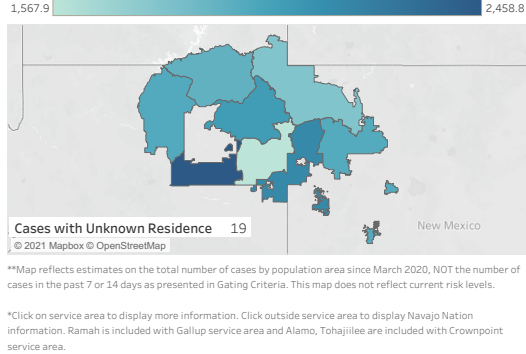 1,567.9 2,458.8
New Mexico
Cases with Unknown Residence 19
© 2021 Mapbox © OpenStreetMap
**Map reflects estimates on the total number of cases by population area since March 2020, NOT the number of
cases in the past 7 or 14 days as presented in Gating Criteria. This map does not reflect current risk levels.
*Click on service area to display more information. Click outside service area to display Navajo Nation
information. Ramah is included with Gallup service area and Alamo, Tohajiilee are included with Crownpoint
service area.